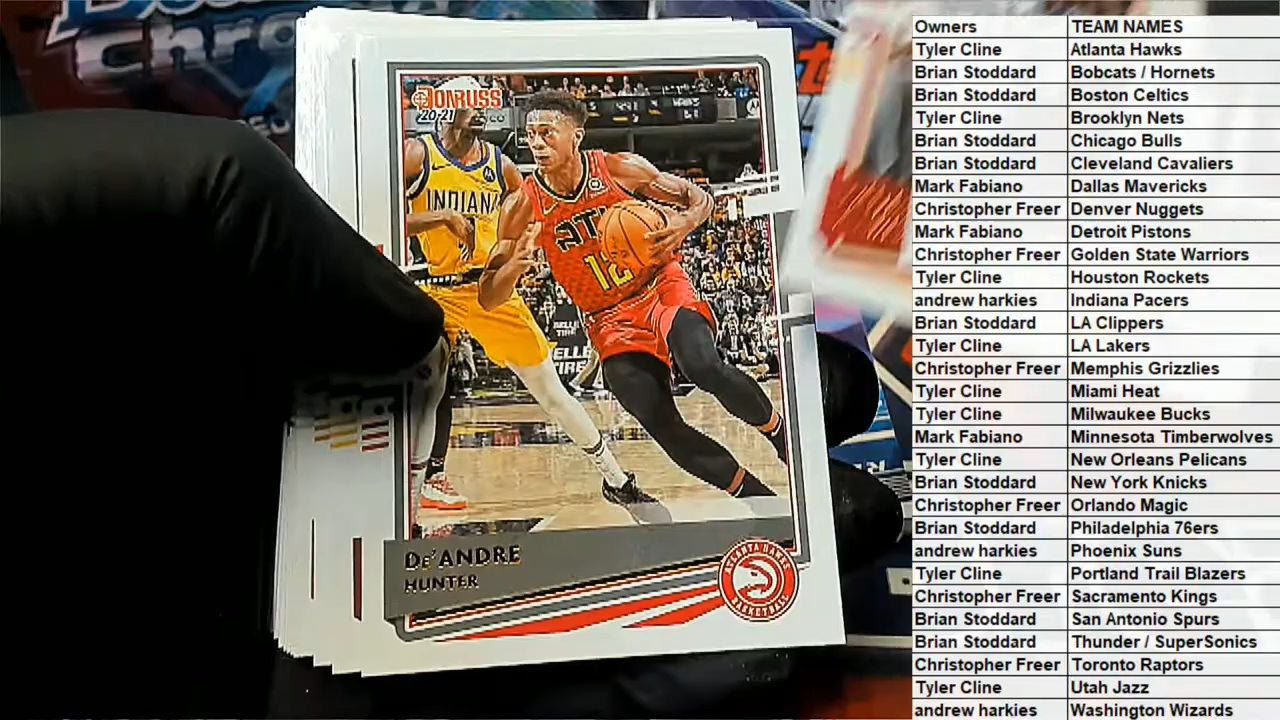 Chrome
DONRUSS
20-21
INDIANA
ATL
12
BELLE
TIRE
De'ANDRE
HUNTER
ATLANTA HAWKS
BASKETBALL
Owners TEAM NAMES
Tyler Cline Atlanta Hawks
Brian Stoddard Bobcats / Hornets
Brian Stoddard Boston Celtics
Tyler Cline Brooklyn Nets
Brian Stoddard Chicago Bulls
Brian Stoddard Cleveland Cavaliers
Mark Fabiano Dallas Mavericks
Christopher Freer Denver Nuggets
Mark Fabiano Detroit Pistons
Christopher Freer Golden State Warriors
Tyler Cline Houston Rockets
andrew harkies Indiana Pacers
Brian Stoddard LA Clippers
Tyler Cline LA Lakers
Christopher Freer Memphis Grizzlies
Tyler Cline Miami Heat
Tyler Cline Milwaukee Bucks
Mark Fabiano Minnesota Timberwolves
Tyler Cline New Orleans Pelicans
Brian Stoddard New York Knicks
Christopher Freer Orlando Magic
Brian Stoddard Philadelphia 76ers
andrew harkies Phoenix Suns
Tyler Cline Portland Trail Blazers
Christopher Freer Sacramento Kings
Brian Stoddard San Antonio Spurs
Brian Stoddard Thunder / SuperSonics
Christopher Freer Toronto Raptors
Tyler Cline Utah Jazz
andrew harkies Washington Wizards